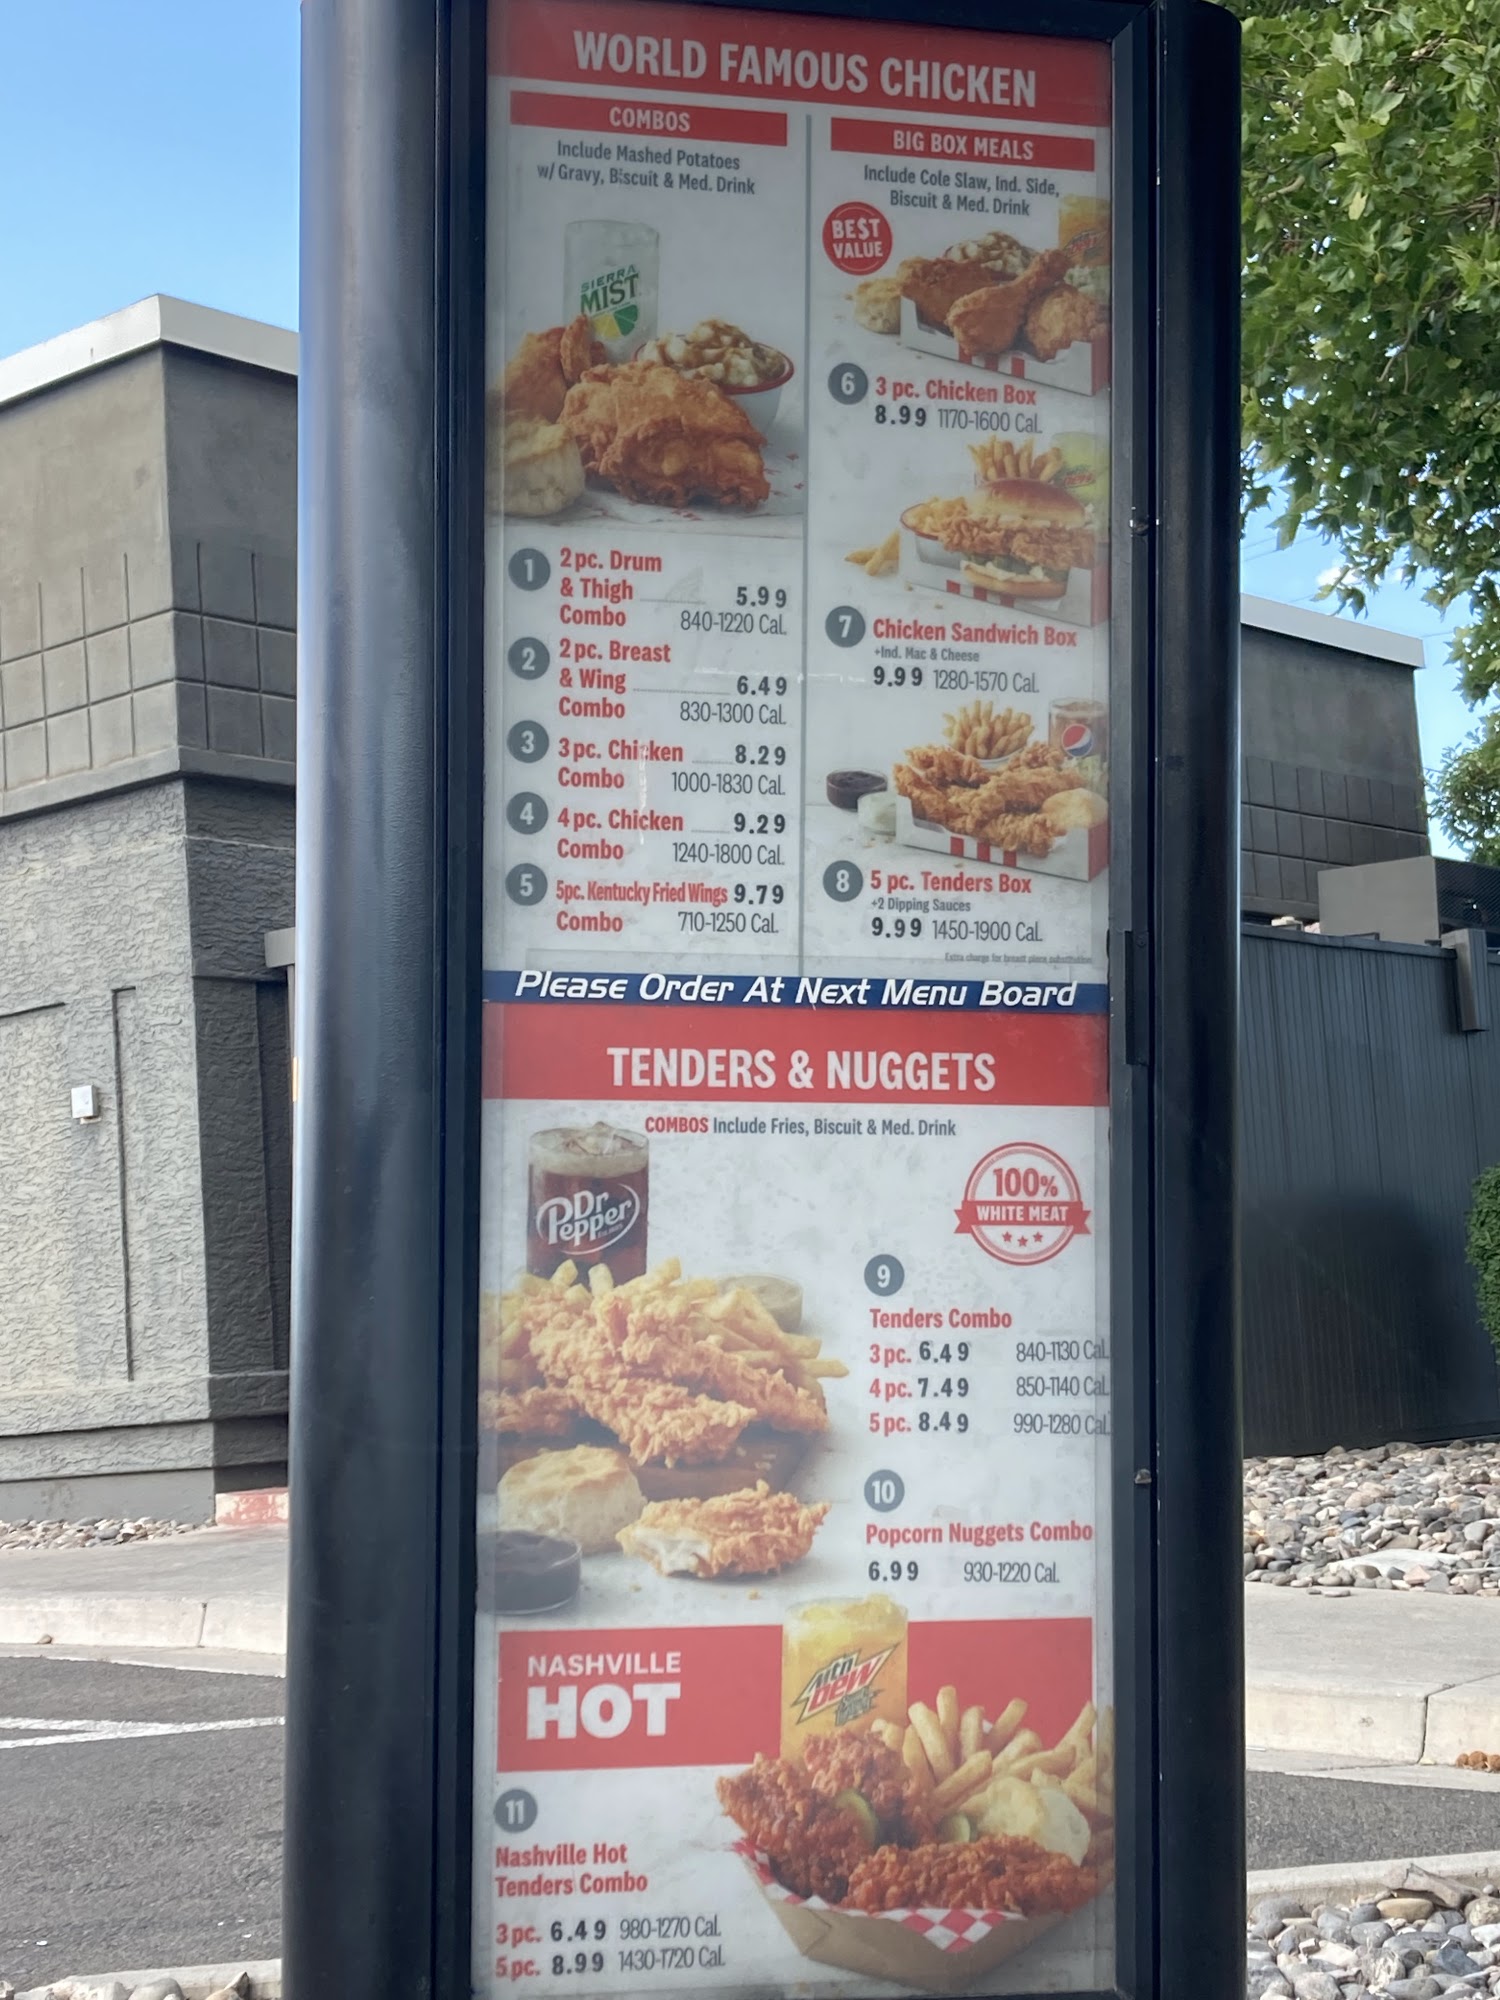 WORLD FAMOUS CHICKEN
COMBOS
Include Mashed Potatoes
w/ Gravy, Biscuit & Med. Drink
SIERRA
MIST
1 2 pc. Drum
& Thigh 5.99
Combo 840-1220 Cal.
2 2 pc. Breast
& Wing 6.49
Combo 830-1300 Cal.
3 3 pc. Chicken 8.29
Combo 1000-1830 Cal.
4 4 pc. Chicken 9.29
Combo 1240-1800 Cal.
5 5pc. Kentucky Fried Wings 9.79
Combo 710-1250 Cal.
BIG BOX MEALS
Include Cole Slaw, Ind. Side,
Biscuit & Med. Drink
BE$T
VALUE
6 3 pc. Chicken Box
8.99 1170-1600 Cal.
7 Chicken Sandwich Box
+Ind. Mac & Cheese
9.99 1280-1570 Cal.
8 5 pc. Tenders Box
+2 Dipping Sauces
9.99 1450-1900 Cal.
Extra charge for breast piece substitution
Please Order At Next Menu Board
TENDERS & NUGGETS
COMBOS Include Fries, Biscuit & Med. Drink
Dr
Pepper
100%
WHITE MEAT
9
Tenders Combo
3 pc. 6.49 840-1130 Cal.
4 pc. 7.49 850-1140 Cal.
5 pc. 8.49 990-1280 Cal.
10
Popcorn Nuggets Combo
6.99 930-1220 Cal.
NASHVILLE
HOT
Mtn
DEW
11
Nashville Hot
Tenders Combo
3 pc. 6.49 980-1270 Cal.
5 pc. 8.99 1430-1720 Cal.